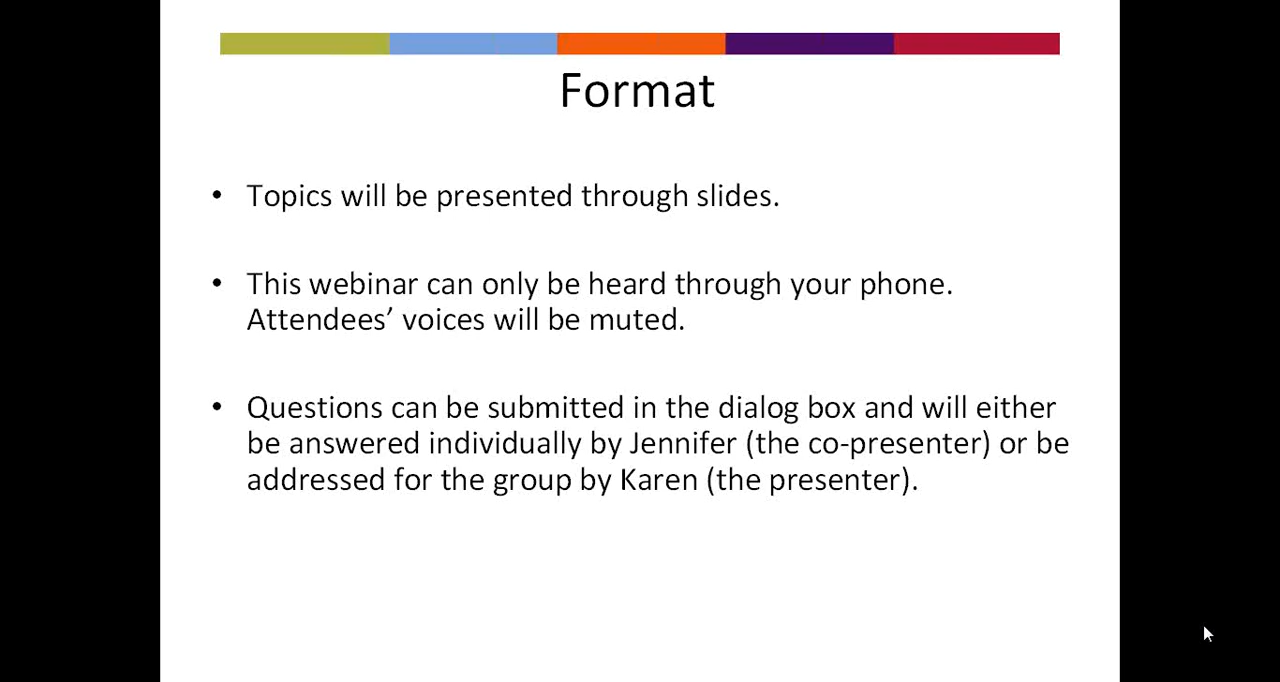 Format
• Topics will be presented through slides.
• This webinar can only be heard through your phone.
Attendees’ voices will be muted.
• Questions can be submitted in the dialog box and will either
be answered individually by Jennifer (the co-presenter) or be
addressed for the group by Karen (the presenter).